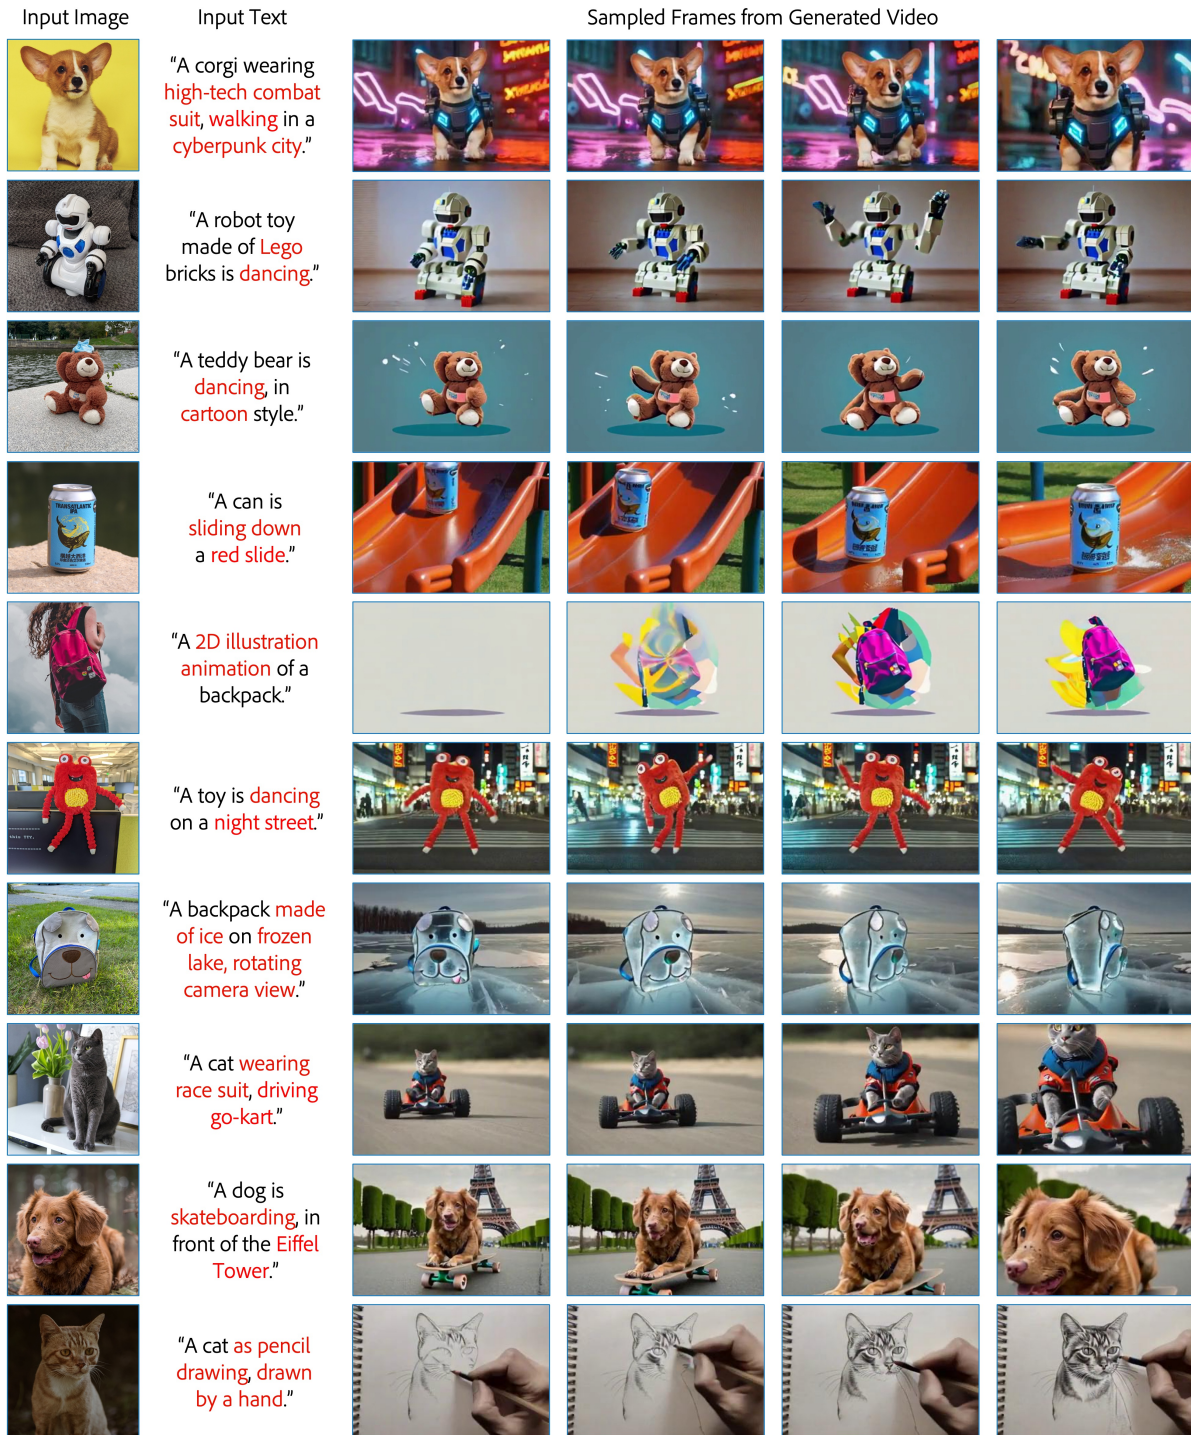 Input Image
Input Text
Sampled Frames from Generated Video
“A corgi wearing
high-tech combat
suit, walking in a
cyberpunk city.”
“A robot toy
made of Lego
bricks is dancing.”
“A teddy bear is
dancing, in
cartoon style.”
TRANSATLANTIC
IPA
“A can is
sliding down
a red slide.”
“A 2D illustration
animation of a
backpack.”
“A toy is dancing
on a night street.”
“A backpack made
of ice on frozen
lake, rotating
camera view.”
“A cat wearing
race suit, driving
go-kart.”
“A dog is
skateboarding, in
front of the Eiffel
Tower.”
“A cat as pencil
drawing, drawn
by a hand.”